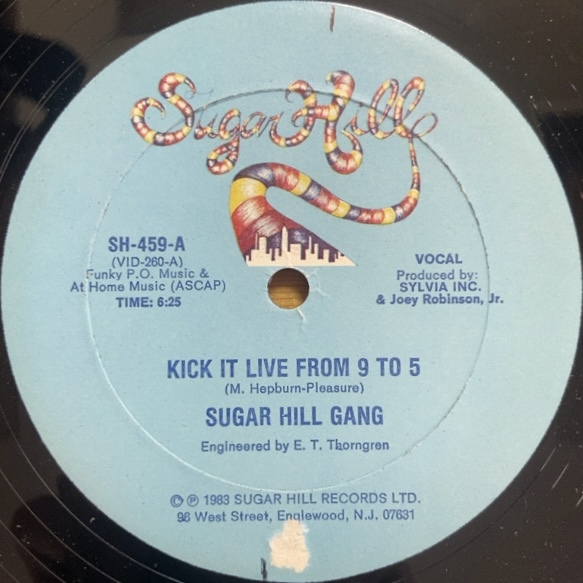 Sugar Hill
SH-459-A
(VID-260-A)
Funky P.O. Music &
At Home Music (ASCAP)
TIME: 6:25
VOCAL
Produced by:
SYLVIA INC.
& Joey Robinson, Jr.
KICK IT LIVE FROM 9 TO 5
(M. Hepburn-Pleasure)
SUGAR HILL GANG
Engineered by E. T. Thorngren
© ℗ 1983 SUGAR HILL RECORDS LTD.
96 West Street, Englewood, N.J. 07631